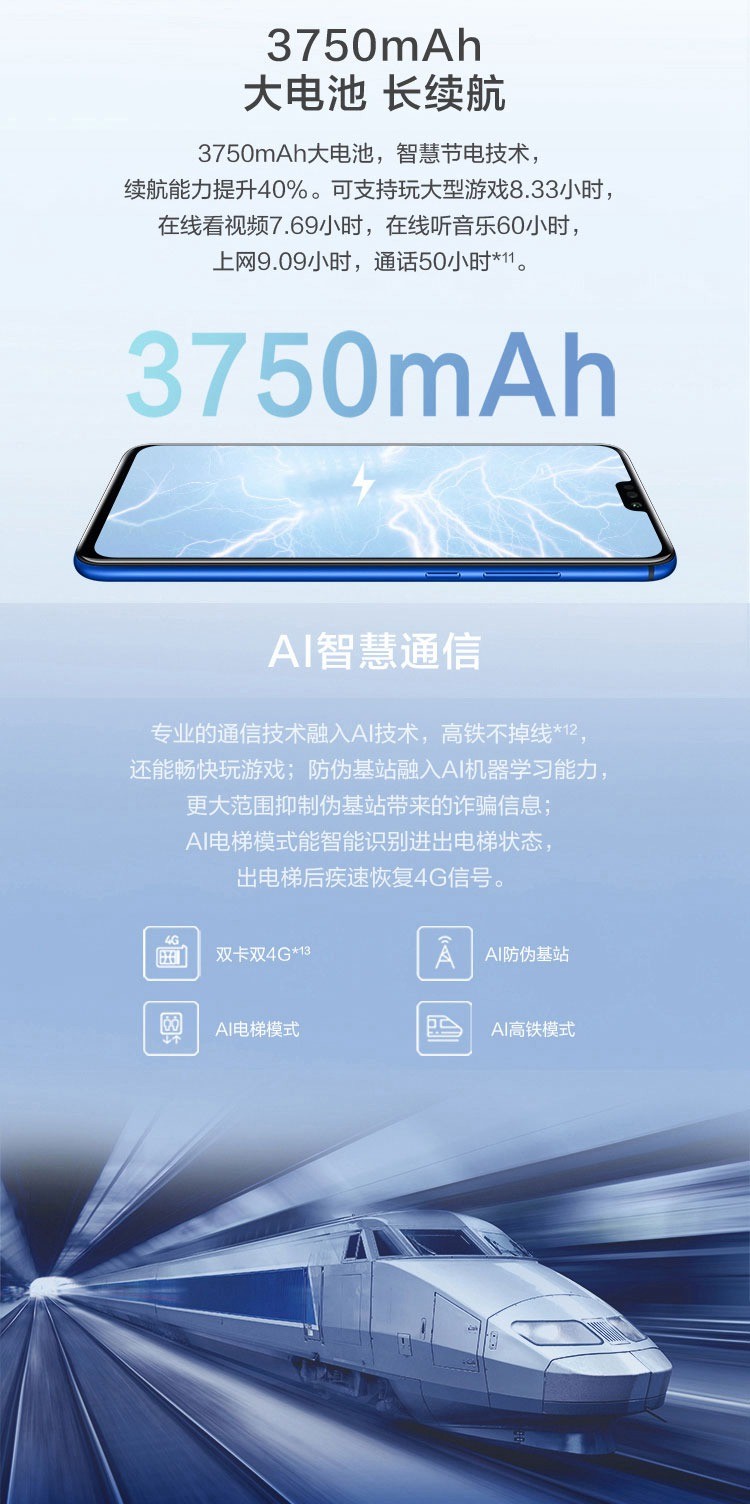 3750mAh
大电池 长续航
3750mAh大电池，智慧节电技术，
续航能力提升40%。可支持玩大型游戏8.33小时，
在线看视频7.69小时，在线听音乐60小时，
上网9.09小时，通话50小时*11。
3750mAh
AI智慧通信
专业的通信技术融入AI技术，高铁不掉线*12，
还能畅快玩游戏；防伪基站融入AI机器学习能力，
更大范围抑制伪基站带来的诈骗信息；
AI电梯模式能智能识别进出电梯状态，
出电梯后疾速恢复4G信号。
4G
双卡双4G*13
AI防伪基站
AI电梯模式
AI高铁模式